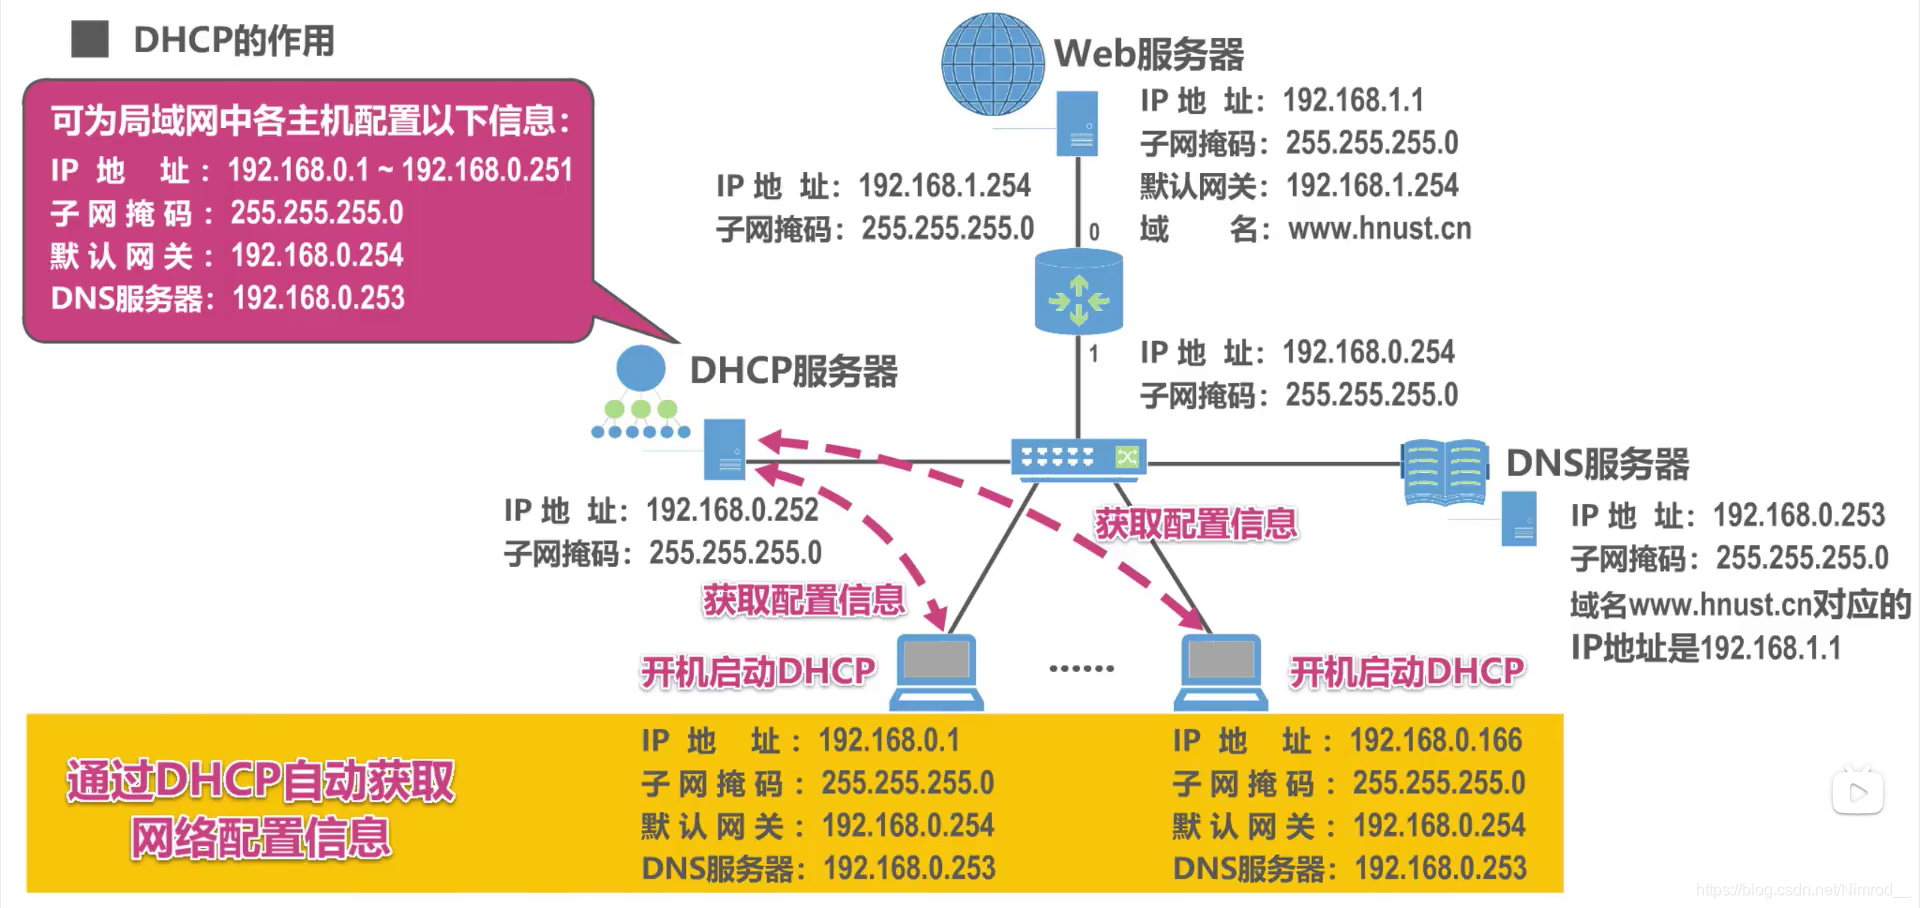 DHCP的作用
可为局域网中各主机配置以下信息：
IP 地 址：192.168.0.1 ~ 192.168.0.251
子网掩码：255.255.255.0
默认网关：192.168.0.254
DNS服务器：192.168.0.253
Web服务器
IP 地 址：192.168.1.1
子网掩码：255.255.255.0
默认网关：192.168.1.254
域 名：www.hnust.cn
IP 地 址：192.168.1.254
子网掩码：255.255.255.0
0
1
IP 地 址：192.168.0.254
子网掩码：255.255.255.0
DHCP服务器
IP 地 址：192.168.0.252
子网掩码：255.255.255.0
DNS服务器
IP 地 址：192.168.0.253
子网掩码：255.255.255.0
域名www.hnust.cn对应的
IP地址是192.168.1.1
获取配置信息
获取配置信息
开机启动DHCP
......
开机启动DHCP
通过DHCP自动获取
网络配置信息
IP 地 址：192.168.0.1
子网掩码：255.255.255.0
默认网关：192.168.0.254
DNS服务器：192.168.0.253
IP 地 址：192.168.0.166
子网掩码：255.255.255.0
默认网关：192.168.0.254
DNS服务器：192.168.0.253
https://blog.csdn.net/Nimrod__